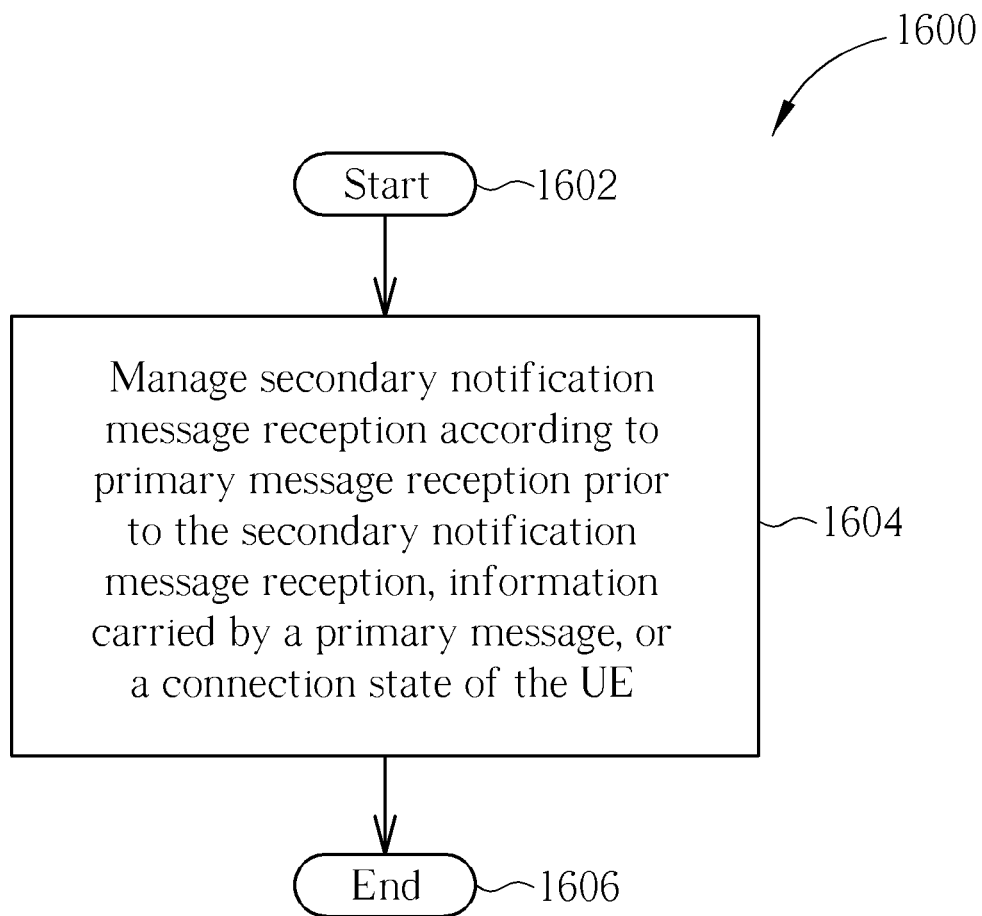 1600
Start
1602
Manage secondary notification
message reception according to
primary message reception prior
to the secondary notification
message reception, information
carried by a primary message, or
a connection state of the UE
1604
End
1606